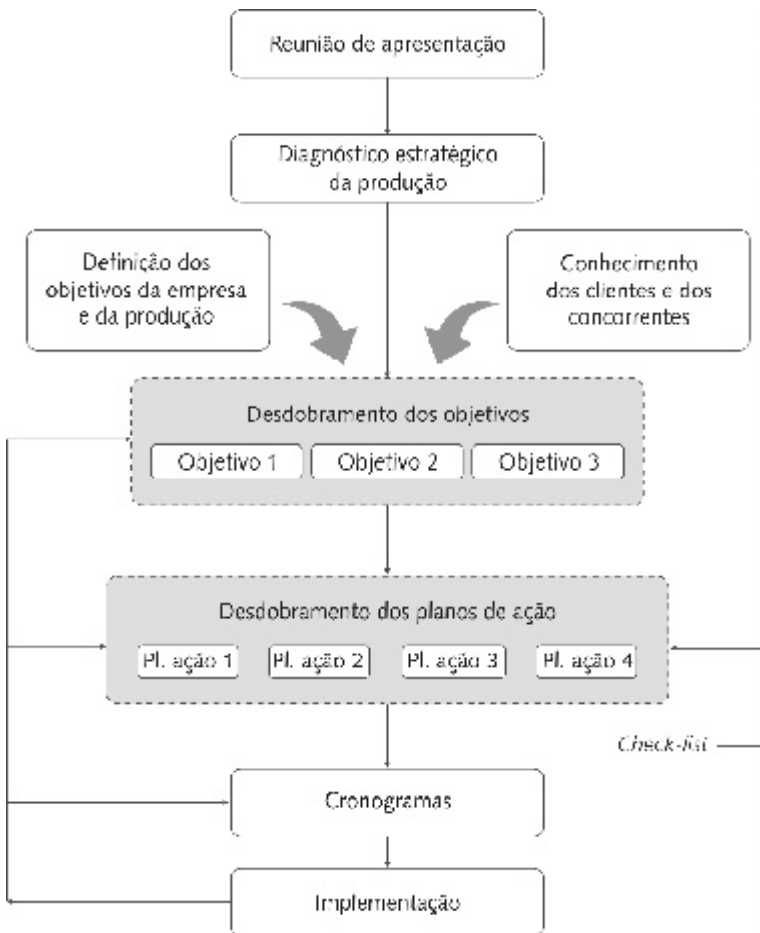 Reunião de apresentação
Diagnóstico estratégico
da produção
Definição dos
objetivos da empresa
e da produção
Conhecimento
dos clientes e dos
concorrentes
Desdobramento dos objetivos
Objetivo 1
Objetivo 2
Objetivo 3
Desdobramento dos planos de ação
Pl. ação 1
Pl. ação 2
Pl. ação 3
Pl. ação 4
Check-list
Cronogramas
Implementação